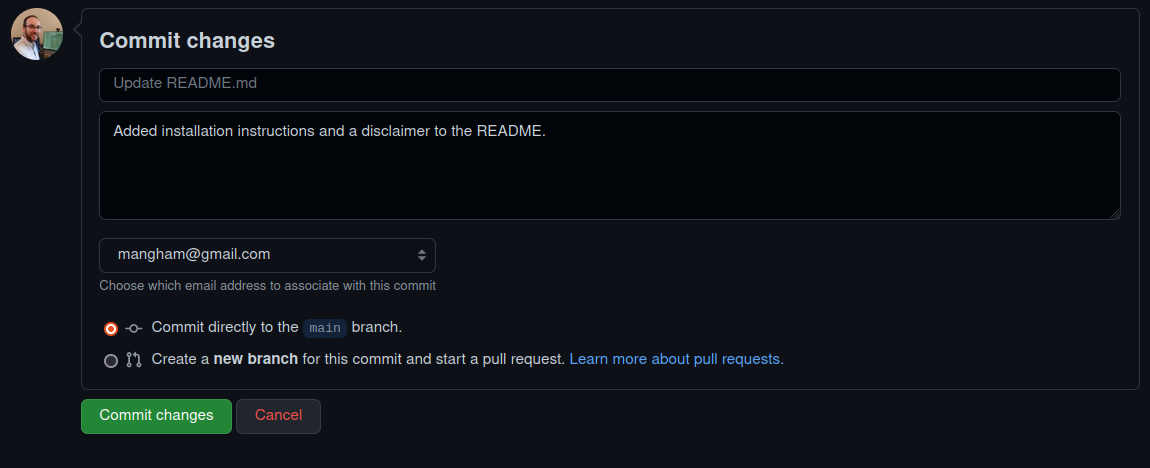 Commit changes
Update README.md
Added installation instructions and a disclaimer to the README.
mangham@gmail.com
Choose which email address to associate with this commit
Commit directly to the main branch.
Create a new branch for this commit and start a pull request. Learn more about pull requests.
Commit changes Cancel